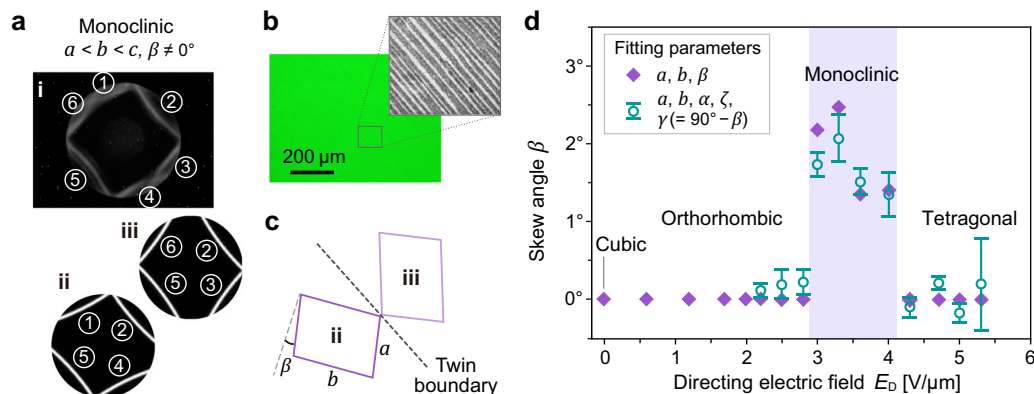 a
Monoclinic
a < b < c, β ≠ 0°
i
①
②
③
④
⑤
⑥
iii
⑥
②
⑤
③
ii
①
②
⑤
④
b
200 μm
c
iii
ii
a
b
β
Twin
boundary
d
Skew angle β
3°
2°
1°
0°
Fitting parameters
a, b, β
a, b, α, ζ,
γ (= 90° – β)
Monoclinic
Orthorhombic
Tetragonal
Cubic
0 1 2 3 4 5 6
Directing electric field E_D [V/μm]